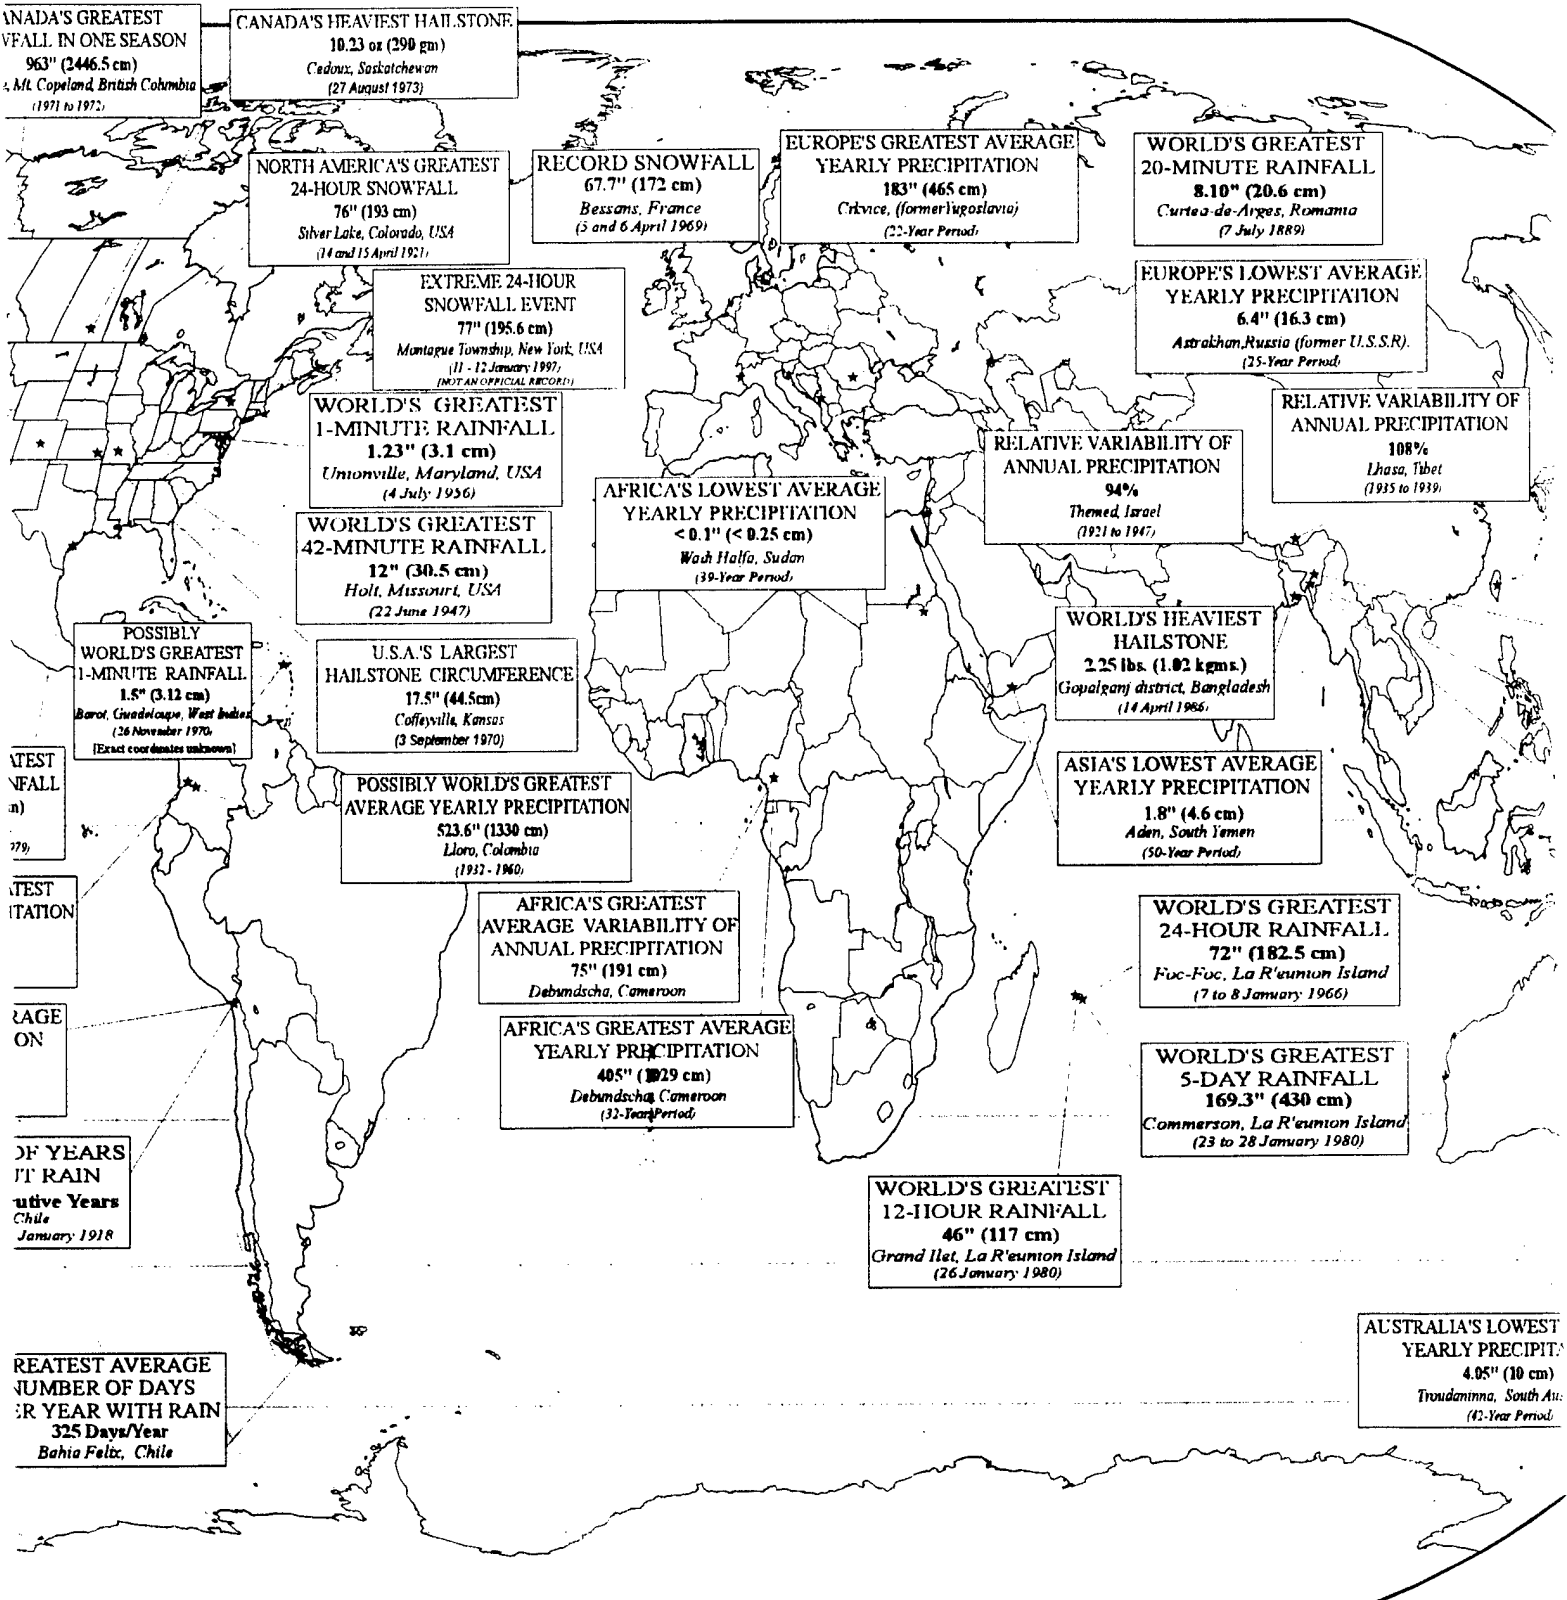 ANADA'S GREATEST
WFALL IN ONE SEASON
963" (2446.5 cm)
, Mt. Copeland, British Columbia
(1971 to 1972)
CANADA'S HEAVIEST HAILSTONE
10.23 oz (290 gm)
Cedoux, Saskatchewan
(27 August 1973)
NORTH AMERICA'S GREATEST
24-HOUR SNOWFALL
76" (193 cm)
Silver Lake, Colorado, USA
(14 and 15 April 1921)
RECORD SNOWFALL
67.7" (172 cm)
Bessans, France
(5 and 6 April 1969)
EUROPE'S GREATEST AVERAGE
YEARLY PRECIPITATION
183" (465 cm)
Crkvice, (former Yugoslavia)
(22-Year Period)
WORLD'S GREATEST
20-MINUTE RAINFALL
8.10" (20.6 cm)
Curtea-de-Arges, Romania
(7 July 1889)
EXTREME 24-HOUR
SNOWFALL EVENT
77" (195.6 cm)
Montague Township, New York, USA
(11 - 12 January 1997)
[NOT AN OFFICIAL RECORD]
EUROPE'S LOWEST AVERAGE
YEARLY PRECIPITATION
6.4" (16.3 cm)
Astrakhan,Russia (former U.S.S.R).
(25-Year Period)
WORLD'S GREATEST
1-MINUTE RAINFALL
1.23" (3.1 cm)
Unionville, Maryland, USA
(4 July 1956)
RELATIVE VARIABILITY OF
ANNUAL PRECIPITATION
108%
Lhasa, Tibet
(1935 to 1939)
RELATIVE VARIABILITY OF
ANNUAL PRECIPITATION
94%
Themed, Israel
(1921 to 1947)
AFRICA'S LOWEST AVERAGE
YEARLY PRECIPITATION
< 0.1" (< 0.25 cm)
Wadi Halfa, Sudan
(39-Year Period)
WORLD'S GREATEST
42-MINUTE RAINFALL
12" (30.5 cm)
Holt, Missouri, USA
(22 June 1947)
POSSIBLY
WORLD'S GREATEST
1-MINUTE RAINFALL
1.5" (3.12 cm)
Barot, Guadeloupe, West Indies
(26 November 1970)
[Exact coordinates unknown]
U.S.A.'S LARGEST
HAILSTONE CIRCUMFERENCE
17.5" (44.5cm)
Coffeyville, Kansas
(3 September 1970)
WORLD'S HEAVIEST
HAILSTONE
2.25 lbs. (1.02 kgms.)
Gopalganj district, Bangladesh
(14 April 1986)
ATEST
NFALL
m)
979)
POSSIBLY WORLD'S GREATEST
AVERAGE YEARLY PRECIPITATION
523.6" (1330 cm)
Lloro, Colombia
(1932 - 1960)
ASIA'S LOWEST AVERAGE
YEARLY PRECIPITATION
1.8" (4.6 cm)
Aden, South Yemen
(50-Year Period)
ATEST
ITATION
AFRICA'S GREATEST
AVERAGE VARIABILITY OF
ANNUAL PRECIPITATION
75" (191 cm)
Debundscha, Cameroon
WORLD'S GREATEST
24-HOUR RAINFALL
72" (182.5 cm)
Foc-Foc, La R'eunion Island
(7 to 8 January 1966)
RAGE
ON
AFRICA'S GREATEST AVERAGE
YEARLY PRECIPITATION
405" (1029 cm)
Debundscha, Cameroon
(32-Year Period)
WORLD'S GREATEST
5-DAY RAINFALL
169.3" (430 cm)
Commerson, La R'eunion Island
(23 to 28 January 1980)
OF YEARS
UT RAIN
utive Years
Chile
January 1918
WORLD'S GREATEST
12-HOUR RAINFALL
46" (117 cm)
Grand Ilet, La R'eunion Island
(26 January 1980)
REATEST AVERAGE
NUMBER OF DAYS
ER YEAR WITH RAIN
325 Days/Year
Bahia Felix, Chile
AUSTRALIA'S LOWEST
YEARLY PRECIPITA
4.05" (10 cm)
Troudaninna, South Aus
(42-Year Period)